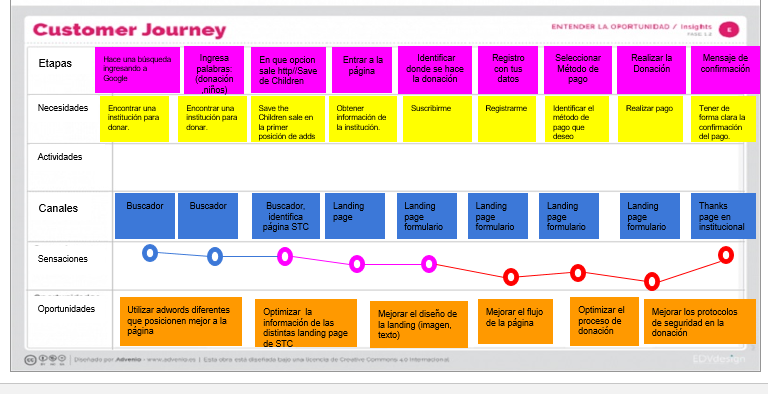 Customer Journey
ENTENDER LA OPORTUNIDAD / Insights
Etapas
Hace una búsqueda
ingresando a
Google
Ingresa
palabras
(donación
,niños)
En que opcion
sale http//Save
de Children
Entrar a la
página
Identificar
donde se hace
la donación
Registro
con tus
datos
Seleccionar
Método de
pago
Realizar la
Donación
Mensaje de
confirmación
Necesidades
Encontrar una
institución para
donar.
Encontrar una
institución para
donar.
Save the
Children sale en
la primer
posición de adds
Obtener
información de
la institución.
Suscribirme
Registrarme
Identificar el
método de
pago que
deseo
Realizar pago
Tener de
forma clara la
confirmación
del pago.
Actividades
Canales
Buscador
Buscador
Buscador,
identifica
página STC
Landing
page
Landing
page
formulario
Landing
page
formulario
Landing
page
formulario
Landing
page
formulario
Thanks
page en
institucional
Sensaciones
Oportunidades
Utilizar adwords diferentes
que posicionen mejor a la
página
Optimizar la
información de las
distintas landing page
de STC
Mejorar el diseño de
la landing (imagen,
texto)
Mejorar el flujo
de la página
Optimizar el
proceso de
donación
Mejorar los protocolos
de seguridad en la
donación
Diseñado por Advenio - www.advenio.es | Esta obra está diseñada bajo una licencia de Creative Commons 4.0 Internacional
EDVdesign